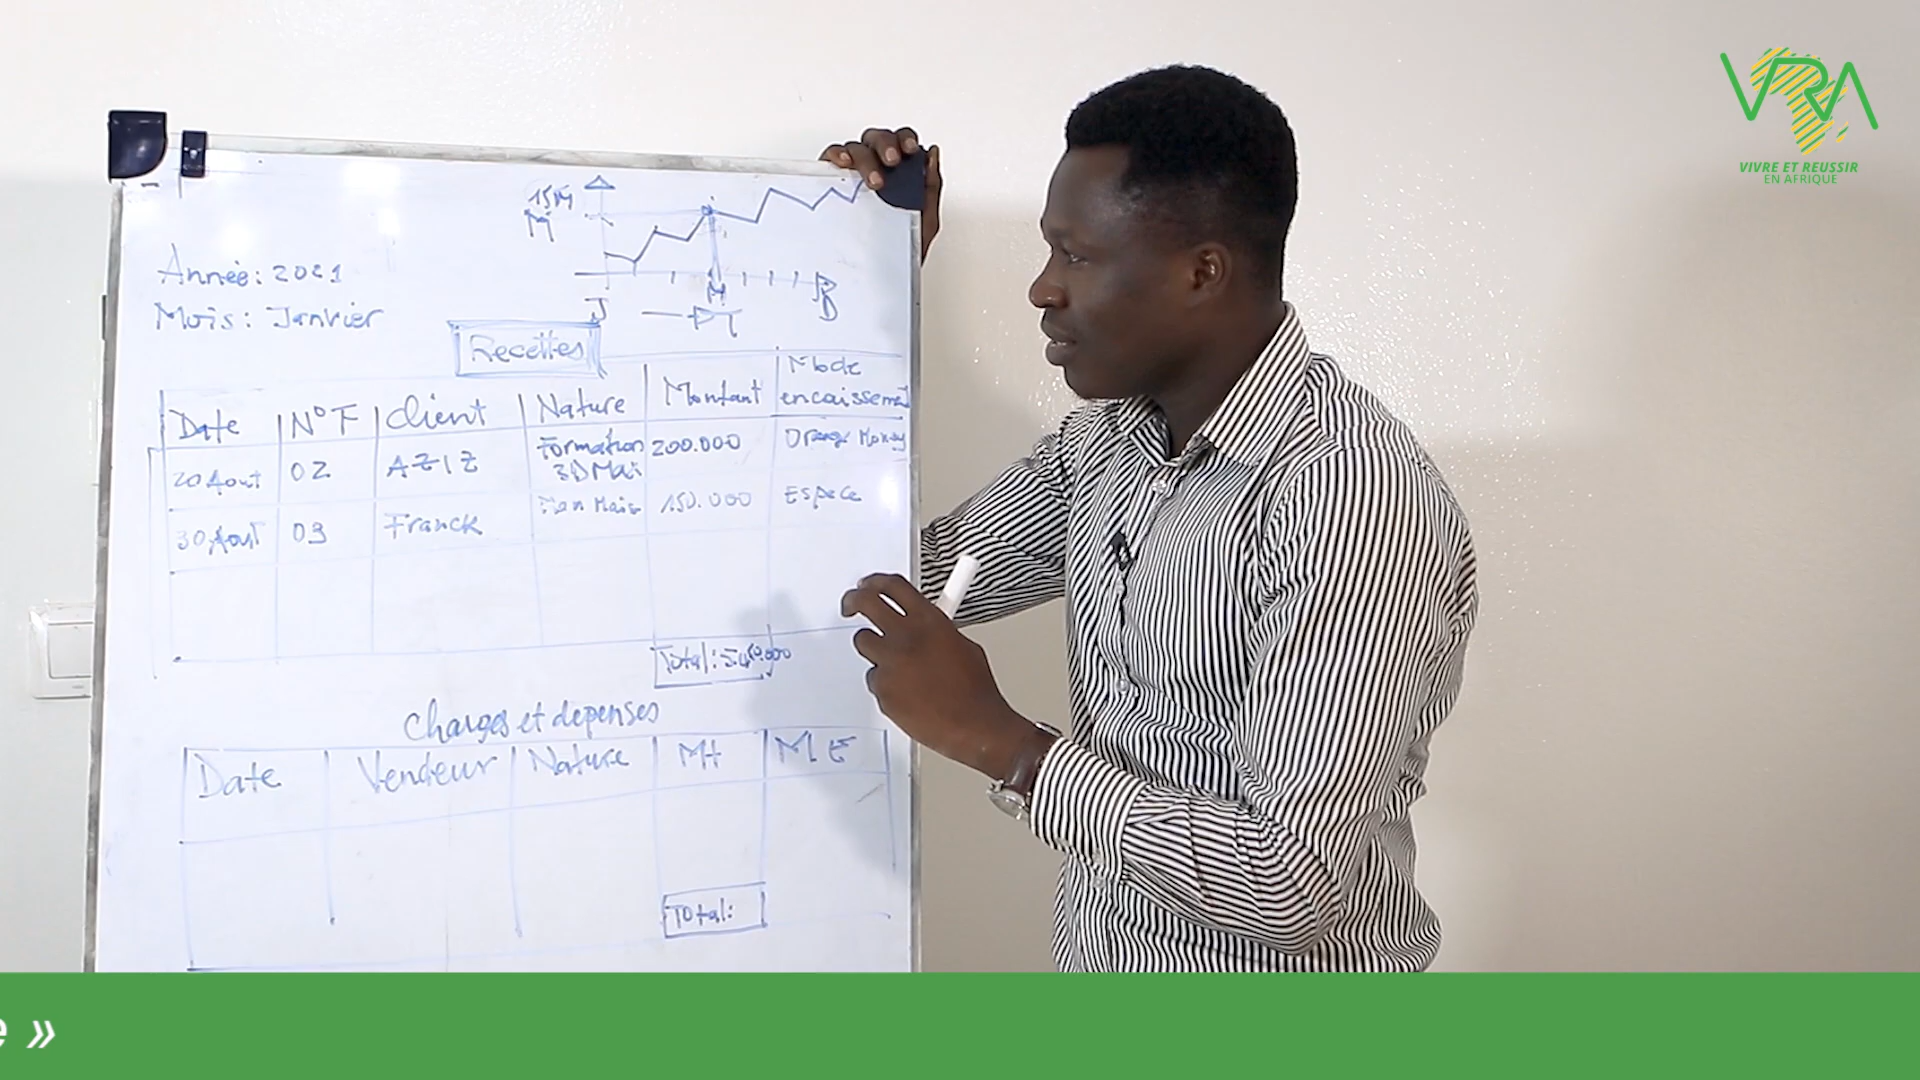 VRA
VIVRE ET REUSSIR
EN AFRIQUE
15M
M
J
M
D
Année: 2021
Mois: Janvier
Recettes
Date
N° F
client
Nature
Montant
Mode
encaissement
20 Aout
02
AZIZ
Formation
3D Max
200.000
Orange Money
30 Aout
03
Franck
150.000
Espece
Total:
Charges et depenses
Date
Vendeur
Nature
Mt
ME
Total:
e »